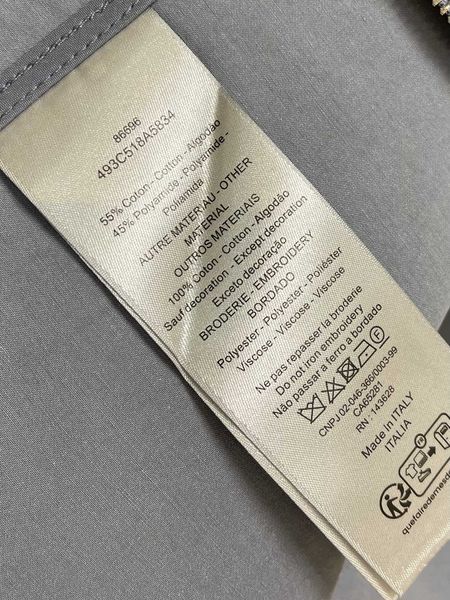 86696
493C518A5834
55% Coton - Cotton - Algodão
45% Polyamide - Polyamide -
Poliamida
AUTRE MATERIAU - OTHER
MATERIAL
OUTROS MATERIAIS
100% Coton - Cotton - Algodão
Sauf decoration - Except decoration
Exceto decoração
BRODERIE, EMBROIDERY
BORDADO
Polyester - Polyester - Poliéster
Viscose - Viscose - Viscose
Ne pas repasser la broderie
Do not iron embroidery
Não passar a ferro a bordado
CNPJ 02-046-366/0003-99
CA65281
RN : 143628
Made in ITALY
ITALIA
quefairedemesde